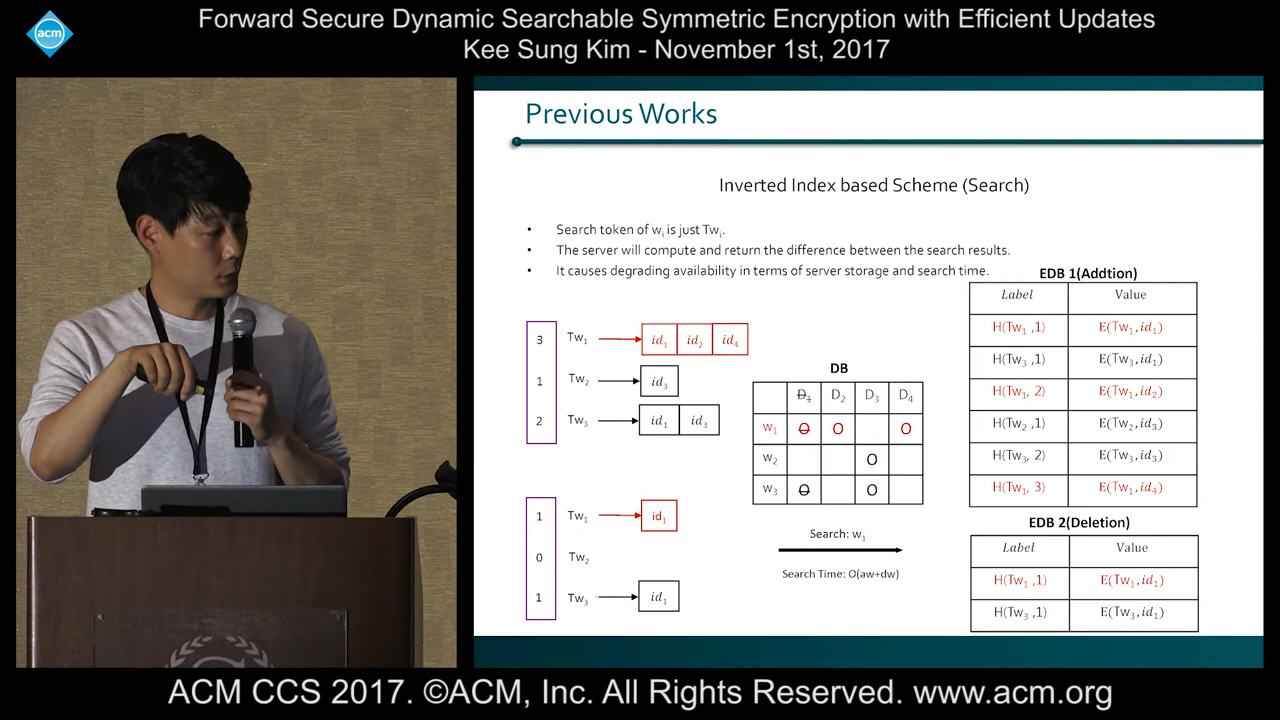 acm
Forward Secure Dynamic Searchable Symmetric Encryption with Efficient Updates
Kee Sung Kim - November 1st, 2017
Previous Works
Inverted Index based Scheme (Search)
• Search token of wᵢ is just Twᵢ.
• The server will compute and return the difference between the search results.
• It causes degrading availability in terms of server storage and search time.
3 Tw₁ id₁ id₂ id₄
1 Tw₂ id₃
2 Tw₃ id₁ id₃
1 Tw₁ id₁
0 Tw₂
1 Tw₃ id₁
DB
D₁ D₂ D₃ D₄
w₁ O O O
w₂ O
w₃ O O
Search: w₁
Search Time: O(aw+dw)
EDB 1(Addtion)
Label Value
H(Tw₁ ,1) E(Tw₁, id₁)
H(Tw₃ ,1) E(Tw₃, id₁)
H(Tw₁, 2) E(Tw₁, id₂)
H(Tw₂ ,1) E(Tw₂, id₃)
H(Tw₃, 2) E(Tw₃, id₃)
H(Tw₁, 3) E(Tw₁, id₄)
EDB 2(Deletion)
Label Value
H(Tw₁ ,1) E(Tw₁, id₁)
H(Tw₃ ,1) E(Tw₃, id₁)
ACM CCS 2017. ©ACM, Inc. All Rights Reserved. www.acm.org